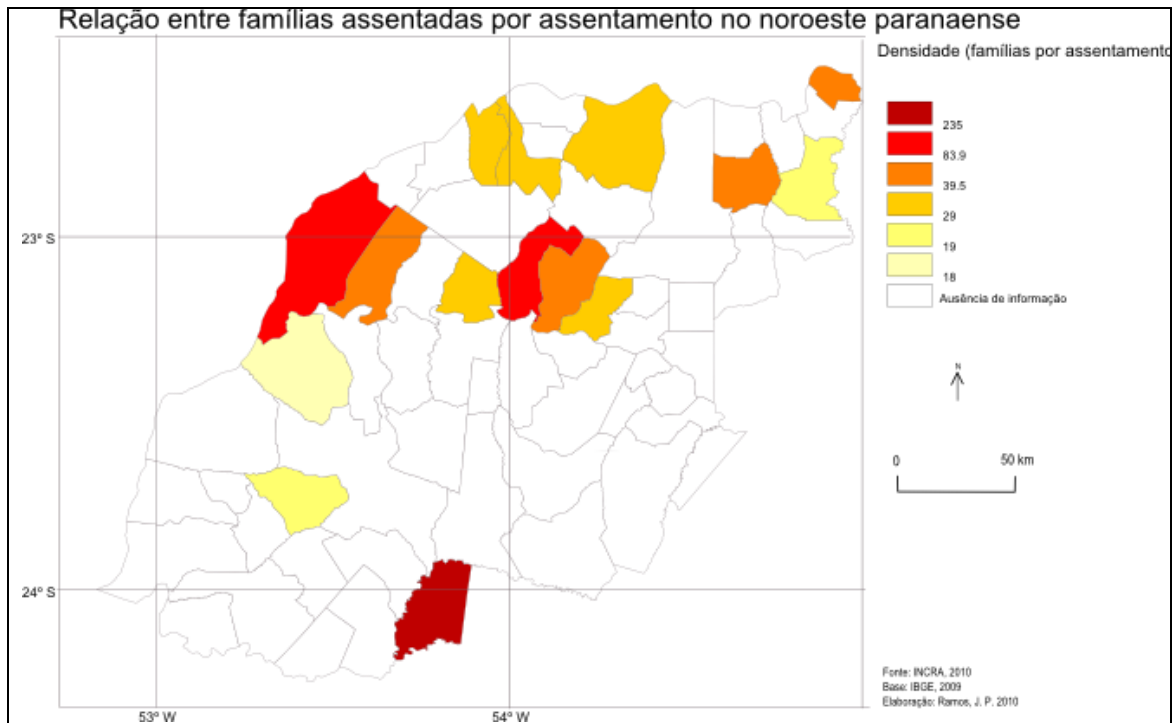 Relação entre famílias assentadas por assentamento no noroeste paranaense
Densidade (famílias por assentamento
235
83.9
39.5
29
19
18
Ausência de informação
23° S
N
0 50 km
24° S
Fonte: INCRA, 2010
Base: IBGE, 2009
Elaboração: Ramos, J. P. 2010
53° W 54° W